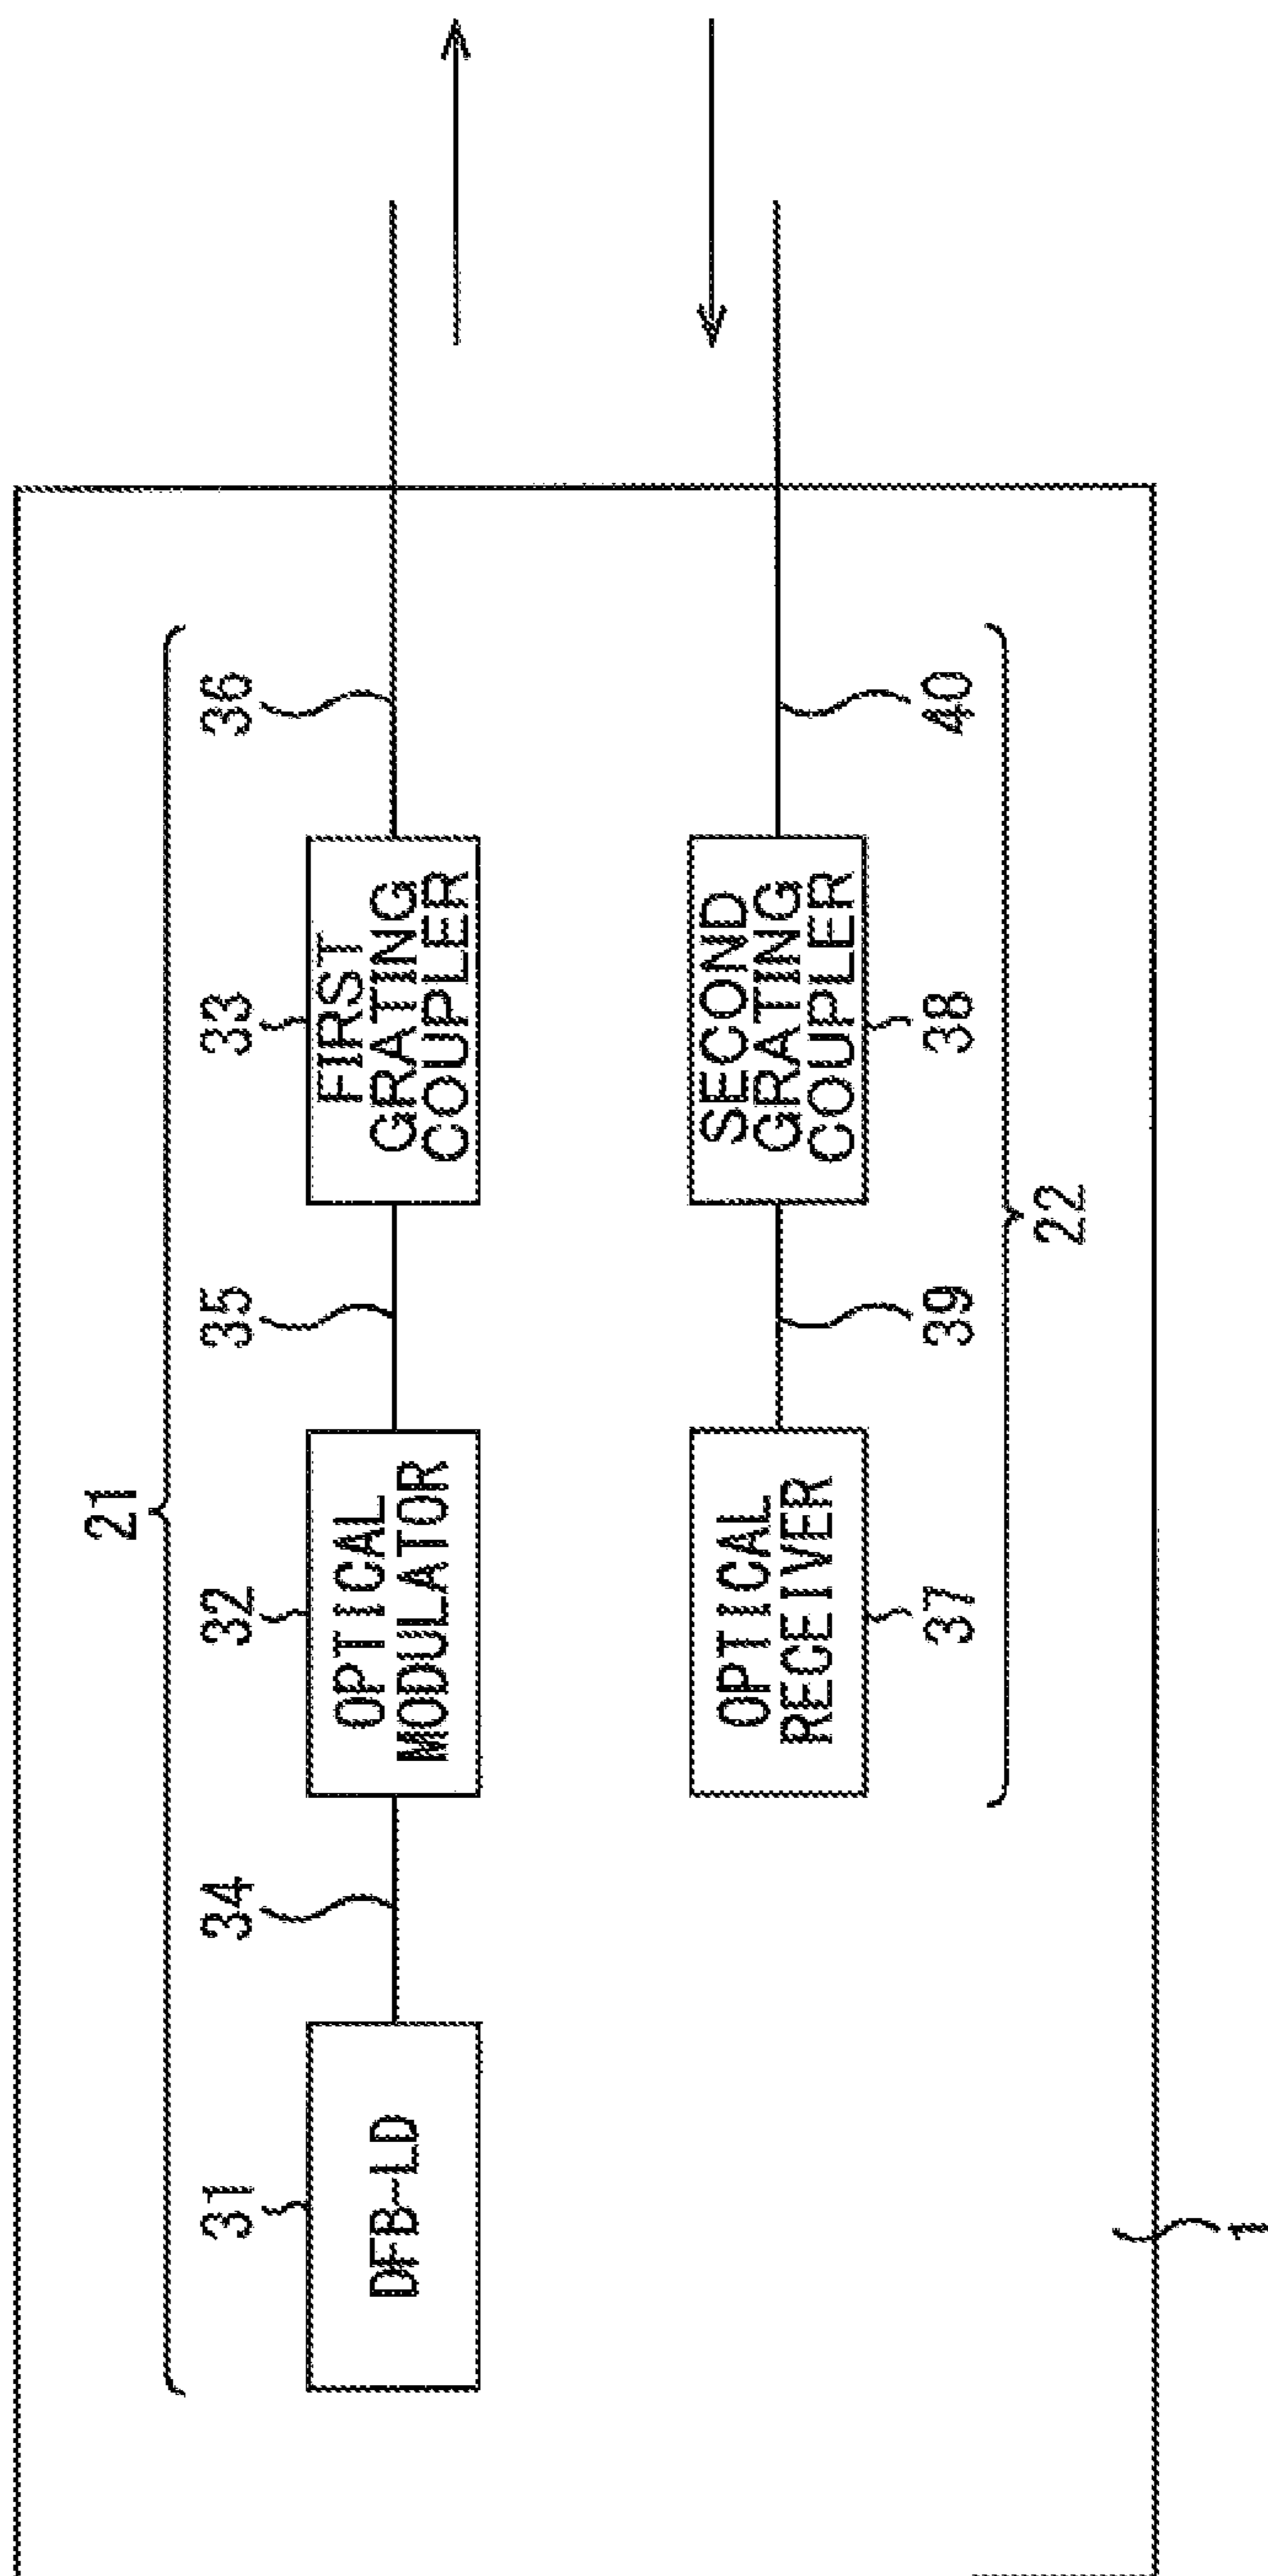 21
31
34
32
35
33
36
DFB-LD
OPTICAL
MODULATOR
FIRST
GRATING
COUPLER
OPTICAL
RECEIVER
SECOND
GRATING
COUPLER
37
39
38
40
22
1